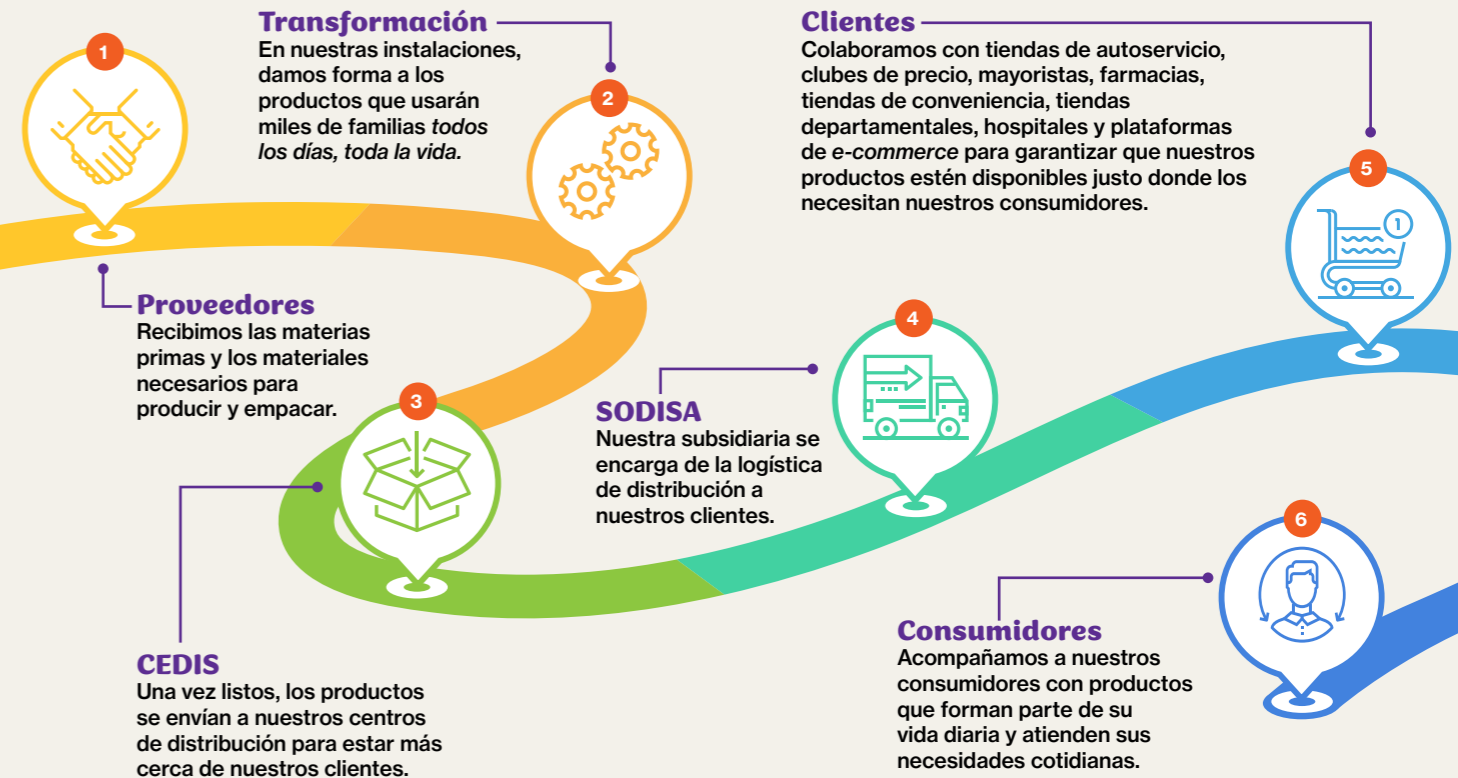 1
Proveedores
Recibimos las materias
primas y los materiales
necesarios para
producir y empacar.
2
Transformación
En nuestras instalaciones,
damos forma a los
productos que usarán
miles de familias todos
los días, toda la vida.
3
CEDIS
Una vez listos, los productos
se envían a nuestros centros
de distribución para estar más
cerca de nuestros clientes.
4
SODISA
Nuestra subsidiaria se
encarga de la logística
de distribución a
nuestros clientes.
5
Clientes
Colaboramos con tiendas de autoservicio,
clubes de precio, mayoristas, farmacias,
tiendas de conveniencia, tiendas
departamentales, hospitales y plataformas
de e-commerce para garantizar que nuestros
productos estén disponibles justo donde los
necesitan nuestros consumidores.
1
6
Consumidores
Acompañamos a nuestros
consumidores con productos
que forman parte de su
vida diaria y atienden sus
necesidades cotidianas.